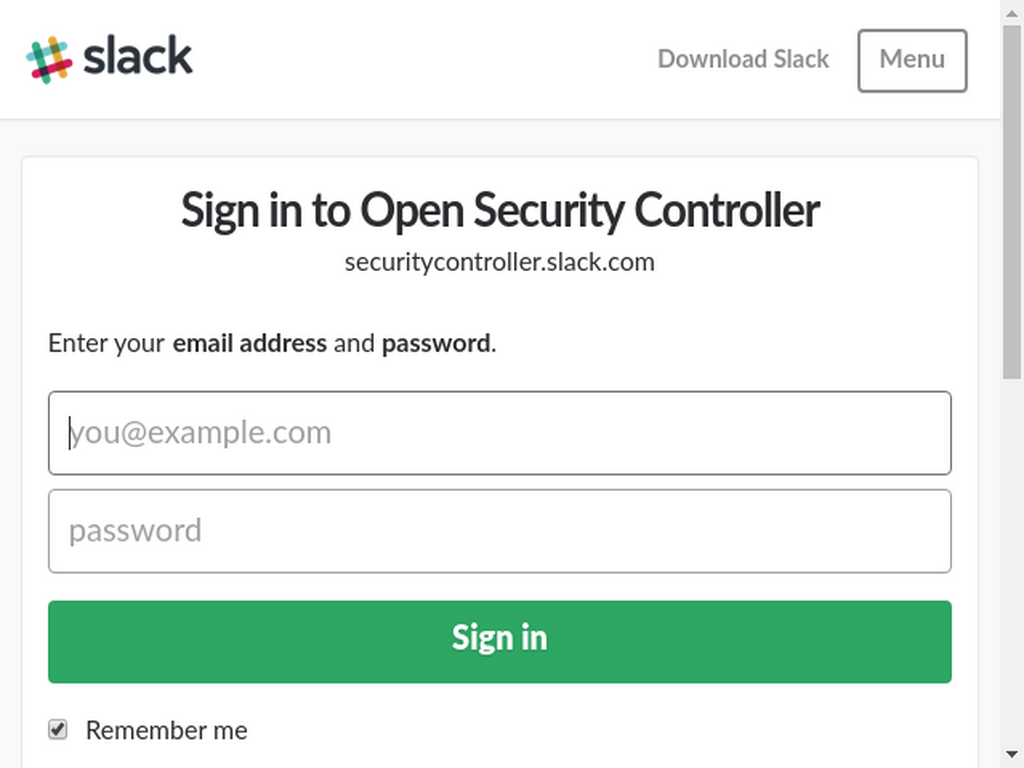 slack
Download Slack
Menu
Sign in to Open Security Controller
securitycontroller.slack.com
Enter your email address and password.
you@example.com
password
Sign in
Remember me